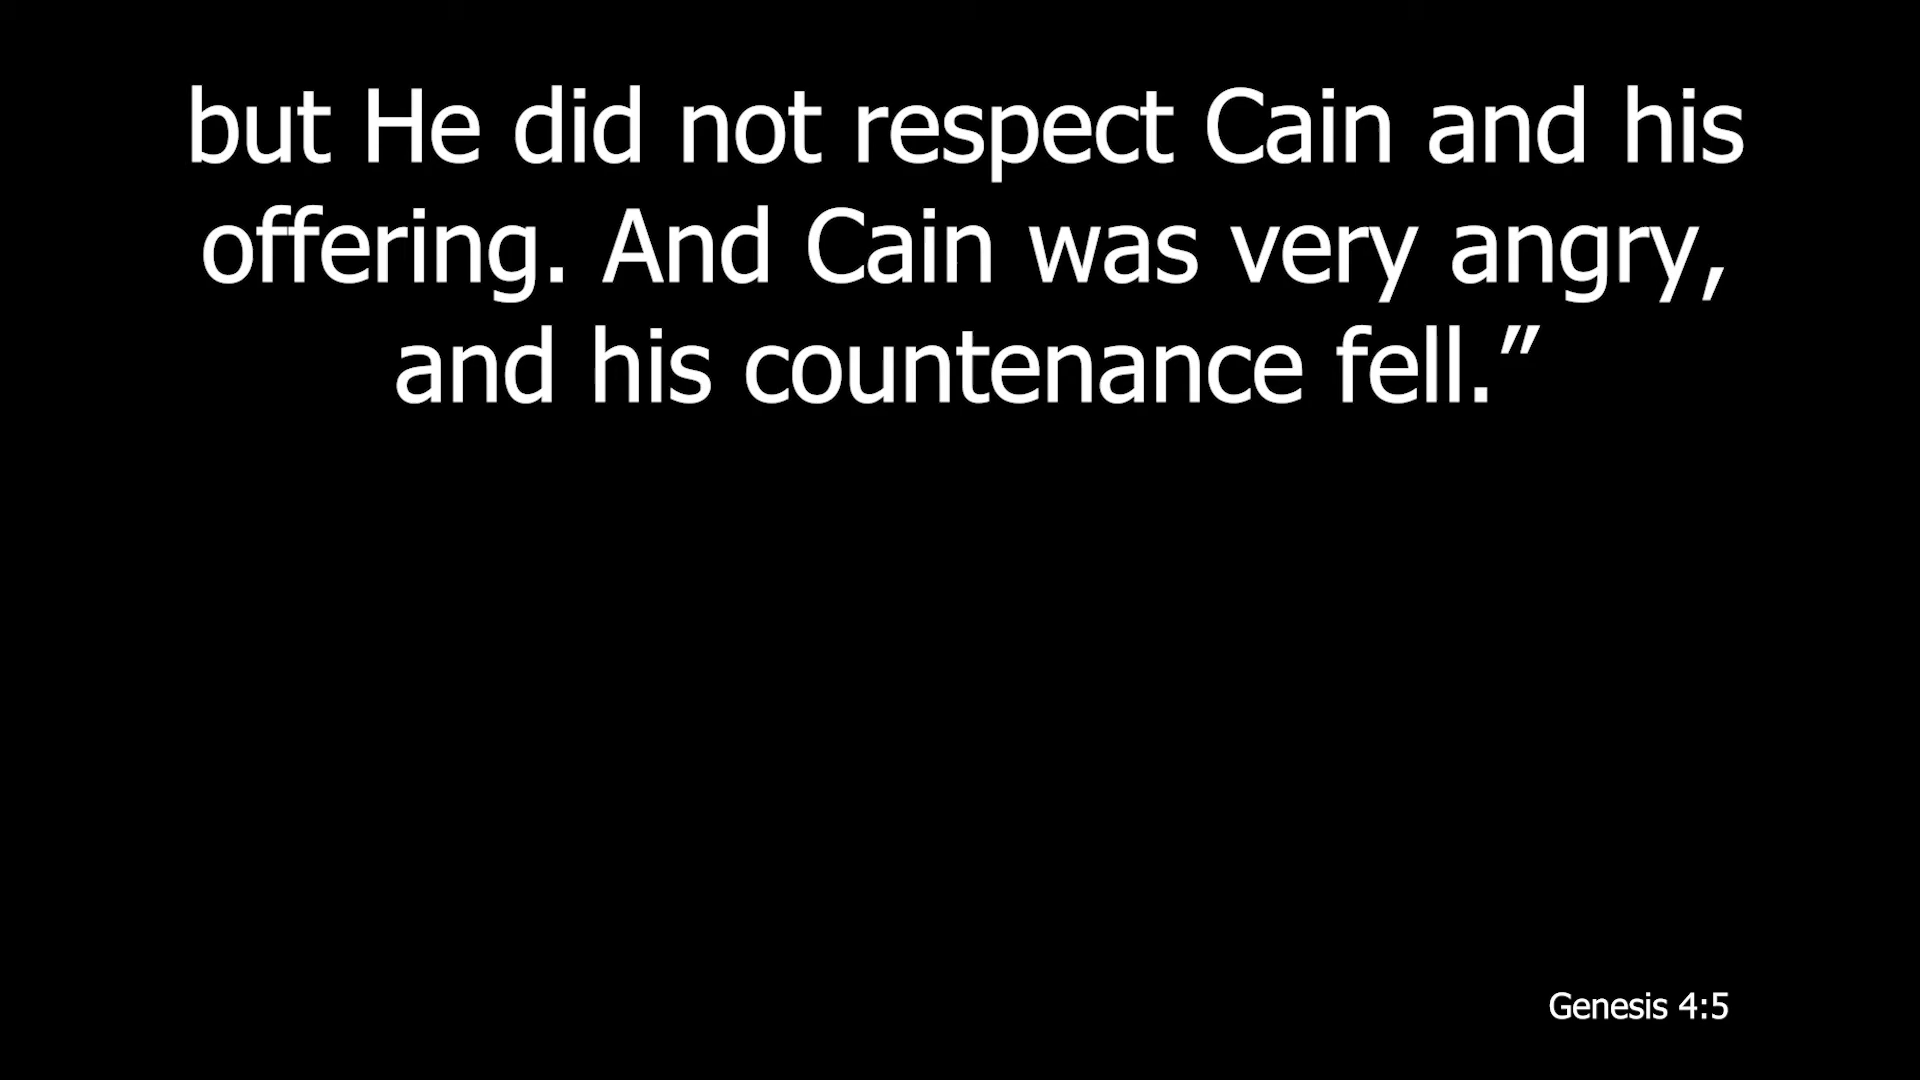 but He did not respect Cain and his
offering. And Cain was very angry,
and his countenance fell.”
Genesis 4:5